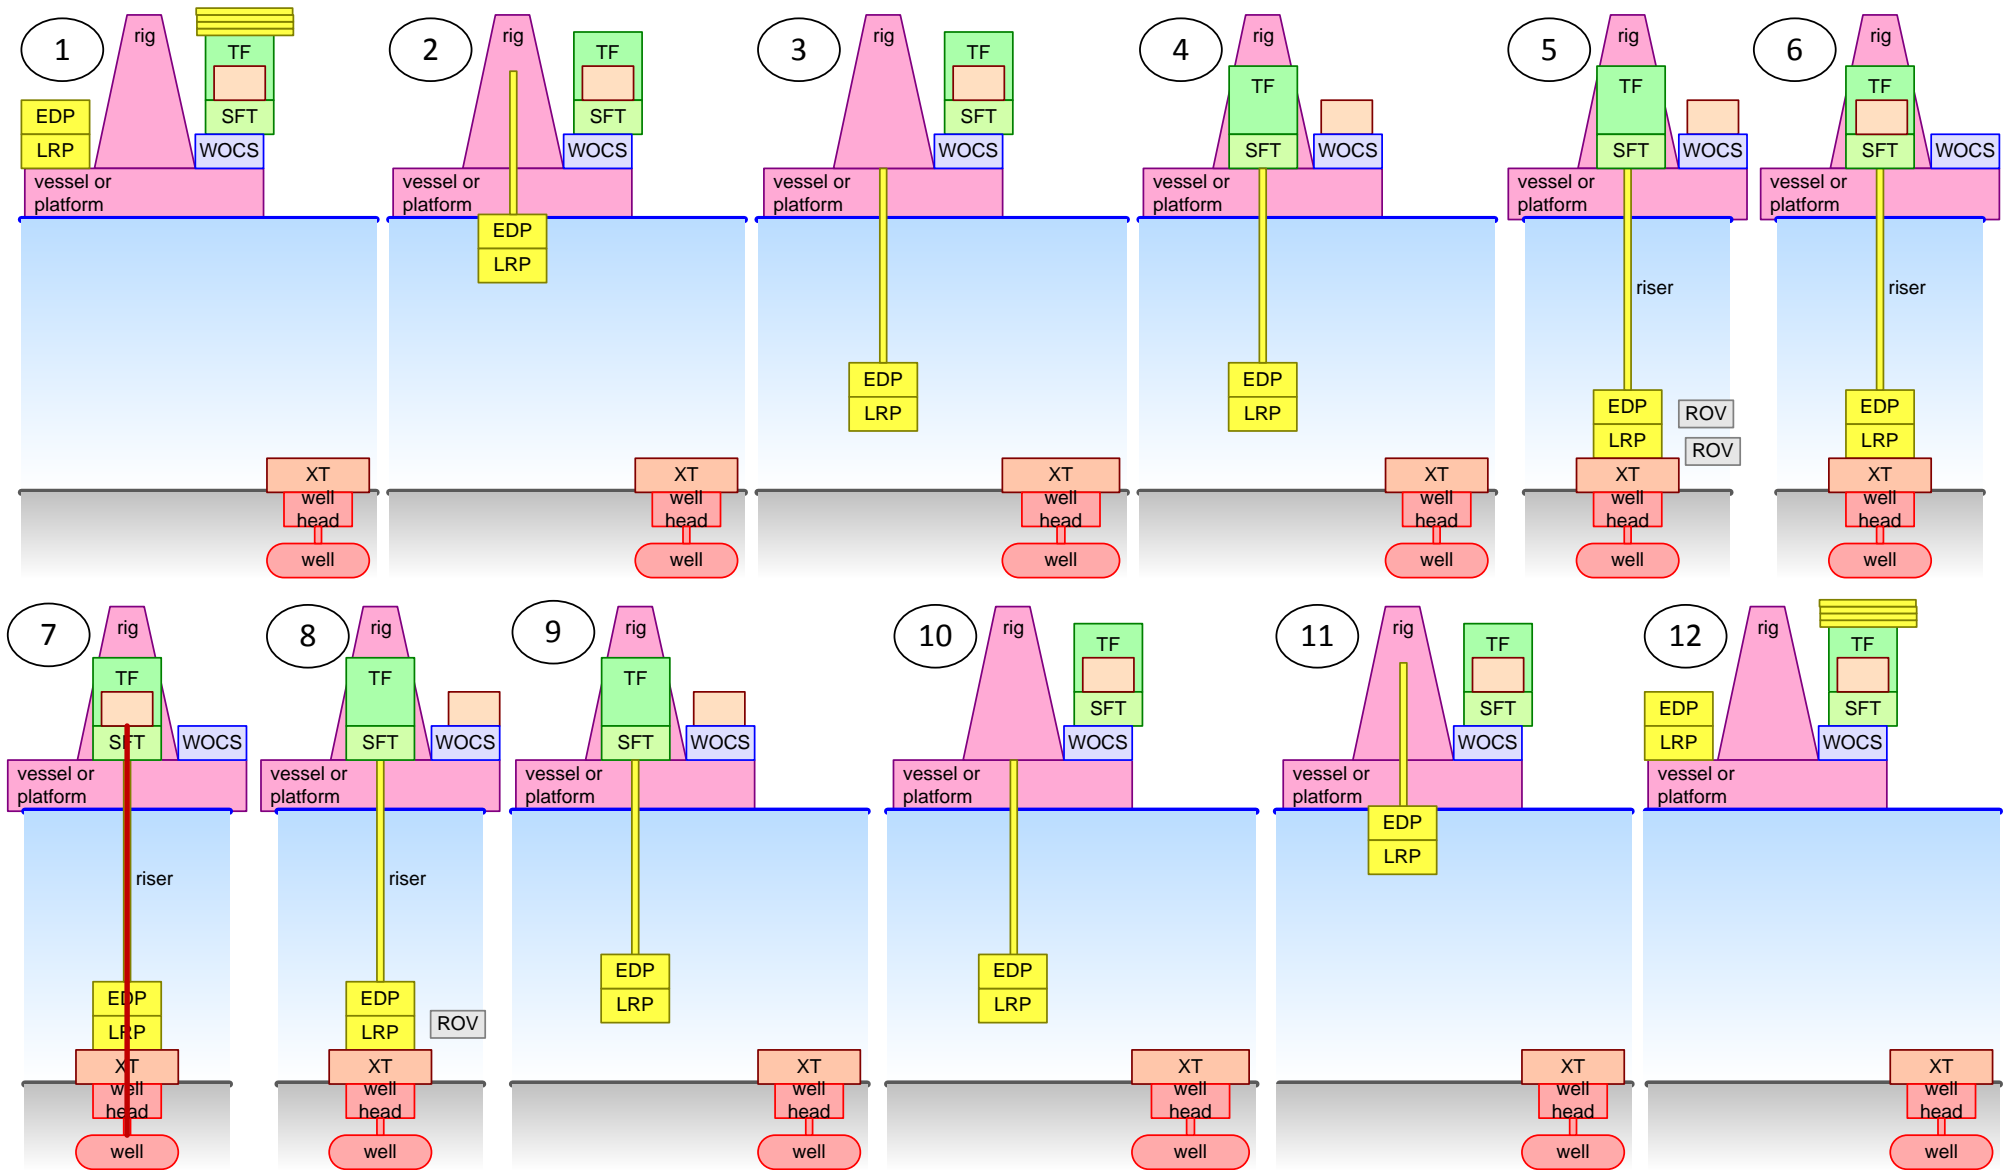 1
rig
TF
SFT
EDP
LRP
WOCS
vessel or
platform
XT
well
head
well
2
rig
TF
SFT
WOCS
vessel or
platform
EDP
LRP
XT
well
head
well
3
rig
TF
SFT
WOCS
vessel or
platform
EDP
LRP
XT
well
head
well
4
rig
TF
SFT
WOCS
vessel or
platform
EDP
LRP
XT
well
head
well
5
rig
TF
SFT
WOCS
vessel or
platform
riser
EDP
LRP
ROV
ROV
XT
well
head
well
6
rig
TF
SFT
WOCS
vessel or
platform
riser
EDP
LRP
XT
well
head
well
7
rig
TF
SFT
WOCS
vessel or
platform
riser
EDP
LRP
XT
well
head
well
8
rig
TF
SFT
WOCS
vessel or
platform
riser
EDP
LRP
ROV
XT
well
head
well
9
rig
TF
SFT
WOCS
vessel or
platform
EDP
LRP
XT
well
head
well
10
rig
TF
SFT
WOCS
vessel or
platform
EDP
LRP
XT
well
head
well
11
rig
TF
SFT
WOCS
vessel or
platform
EDP
LRP
XT
well
head
well
12
rig
TF
SFT
EDP
LRP
WOCS
vessel or
platform
XT
well
head
well